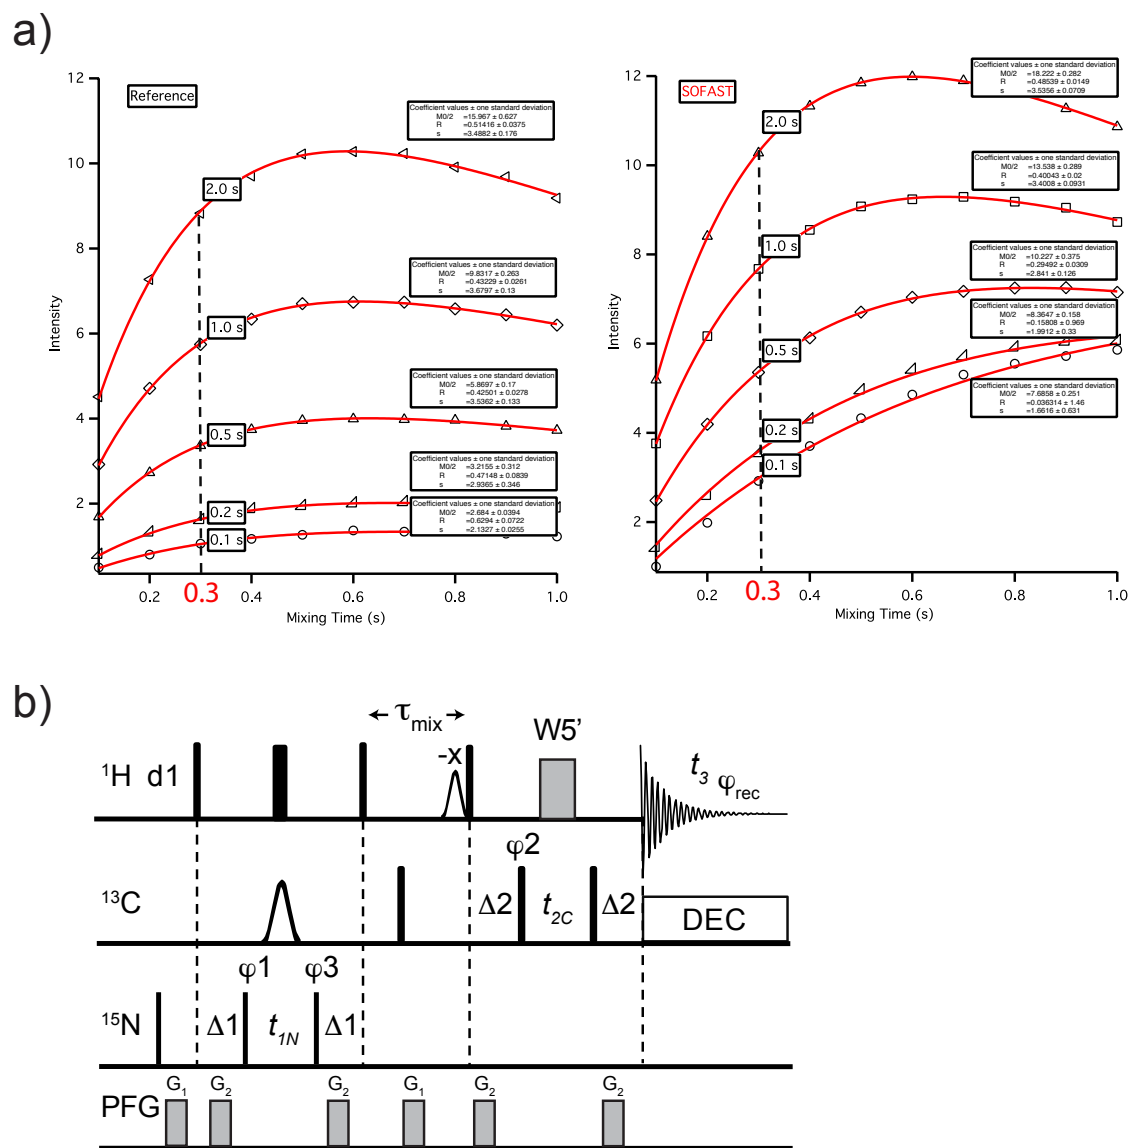 a)
Reference
Intensity
12
10
8
6
4
2
2.0 s
1.0 s
0.5 s
0.2 s
0.1 s
Coefficient values ± one standard deviation
M0/2 =15.967 ± 0.627
R =0.51416 ± 0.0375
s =3.4882 ± 0.176
Coefficient values ± one standard deviation
M0/2 =9.8317 ± 0.263
R =0.43229 ± 0.0261
s =3.6797 ± 0.13
Coefficient values ± one standard deviation
M0/2 =5.8697 ± 0.17
R =0.42501 ± 0.0278
s =3.5362 ± 0.133
Coefficient values ± one standard deviation
M0/2 =3.2155 ± 0.312
R =0.47148 ± 0.0839
s =2.9365 ± 0.346
Coefficient values ± one standard deviation
M0/2 =2.684 ± 0.0394
R =0.6294 ± 0.0722
s =2.1327 ± 0.0255
0.2 0.3 0.4 0.6 0.8 1.0
Mixing Time (s)
SOFAST
Intensity
12
10
8
6
4
2
2.0 s
1.0 s
0.5 s
0.2 s
0.1 s
Coefficient values ± one standard deviation
M0/2 =18.222 ± 0.282
R =0.48539 ± 0.0149
s =3.5356 ± 0.0709
Coefficient values ± one standard deviation
M0/2 =13.538 ± 0.289
R =0.40043 ± 0.02
s =3.4008 ± 0.0931
Coefficient values ± one standard deviation
M0/2 =10.227 ± 0.375
R =0.29492 ± 0.0309
s =2.841 ± 0.126
Coefficient values ± one standard deviation
M0/2 =8.3647 ± 0.158
R =0.15808 ± 0.969
s =1.9912 ± 0.33
Coefficient values ± one standard deviation
M0/2 =7.6858 ± 0.251
R =0.036314 ± 1.46
s =1.6616 ± 0.631
0.2 0.3 0.4 0.6 0.8 1.0
Mixing Time (s)
b)
τmix
-x W5'
¹H d1 t₃ φrec
φ2
¹³C Δ2 t2C Δ2 DEC
φ1 φ3
¹⁵N Δ1 t1N Δ1
G₁ G₂ G₂ G₁ G₂ G₂
PFG